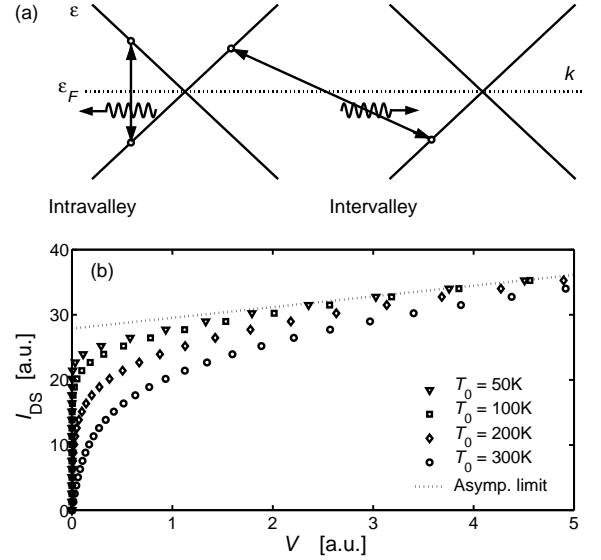 (a)
ε
ε_F
k
Intravalley Intervalley
40
(b)
30
20
10
0
I_DS [a.u.]
T_0 = 50K
T_0 = 100K
T_0 = 200K
T_0 = 300K
Asymp. limit
0 1 2 3 4 5
V [a.u.]